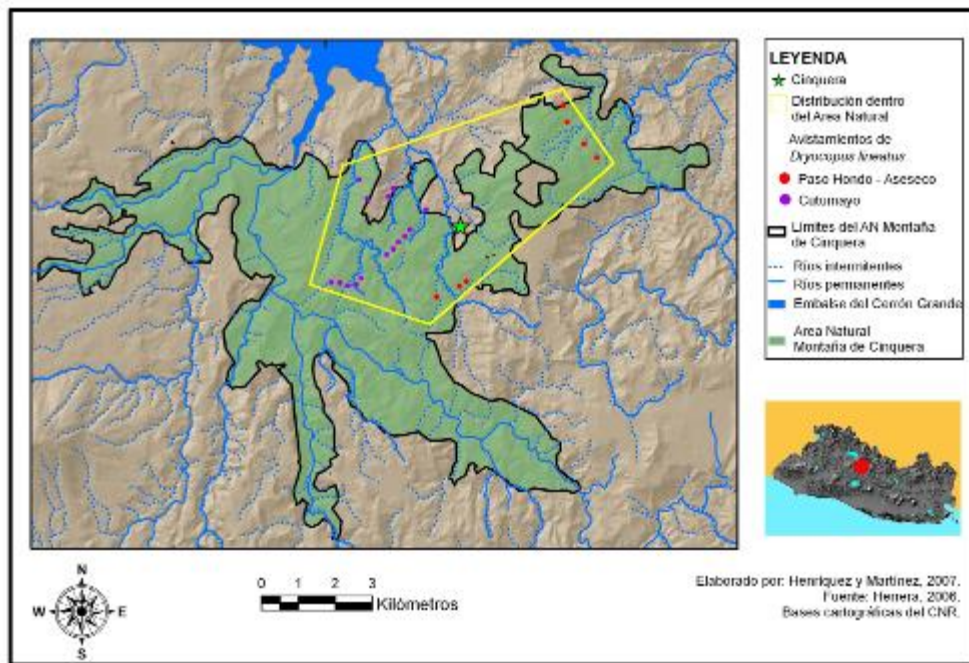 LEYENDA
Cinquera
Distribución dentro
del Area Natural
Avistamientos de
Dryocopus lineatus
Paso Hondo - Aseseco
Cutumayo
Límites del AN Montaña
de Cinquera
Ríos intermitentes
Ríos permanentes
Embalse del Cerrón Grande
Area Natural
Montaña de Cinquera
N
W
E
S
0 1 2 3
Kilómetros
Elaborado por: Henríquez y Martínez, 2007.
Fuente: Herrera, 2006.
Bases cartográficas del CNR.